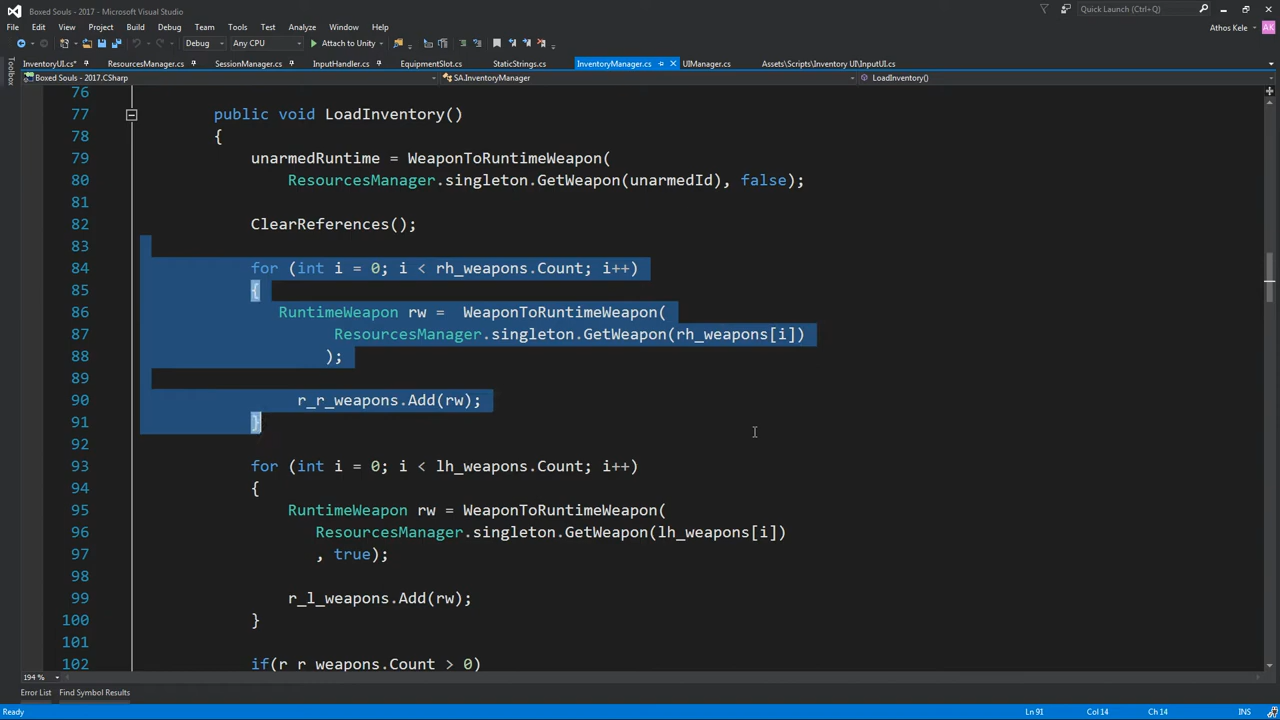 Boxed Souls - 2017 - Microsoft Visual Studio
Quick Launch (Ctrl+Q)
File Edit View Project Build Debug Team Tools Test Analyze Window Help
Athos Kele AK
Debug Any CPU Attach to Unity
Toolbox
InventoryUI.cs* ResourcesManager.cs SessionManager.cs InputHandler.cs EquipmentSlot.cs StaticStrings.cs InventoryManager.cs UIManager.cs Assets\Scripts\Inventory UI\InputUI.cs
Boxed Souls - 2017.CSharp SA.InventoryManager LoadInventory()
76
77 public void LoadInventory()
78 {
79 unarmedRuntime = WeaponToRuntimeWeapon(
80 ResourcesManager.singleton.GetWeapon(unarmedId), false);
81
82 ClearReferences();
83
84 for (int i = 0; i < rh_weapons.Count; i++)
85 {
86 RuntimeWeapon rw = WeaponToRuntimeWeapon(
87 ResourcesManager.singleton.GetWeapon(rh_weapons[i])
88 );
89
90 r_r_weapons.Add(rw);
91 }
92
93 for (int i = 0; i < lh_weapons.Count; i++)
94 {
95 RuntimeWeapon rw = WeaponToRuntimeWeapon(
96 ResourcesManager.singleton.GetWeapon(lh_weapons[i])
97 , true);
98
99 r_l_weapons.Add(rw);
100 }
101
102 if(r_r_weapons.Count > 0)
194 %
Error List Find Symbol Results
Ready Ln 91 Col 14 Ch 14 INS